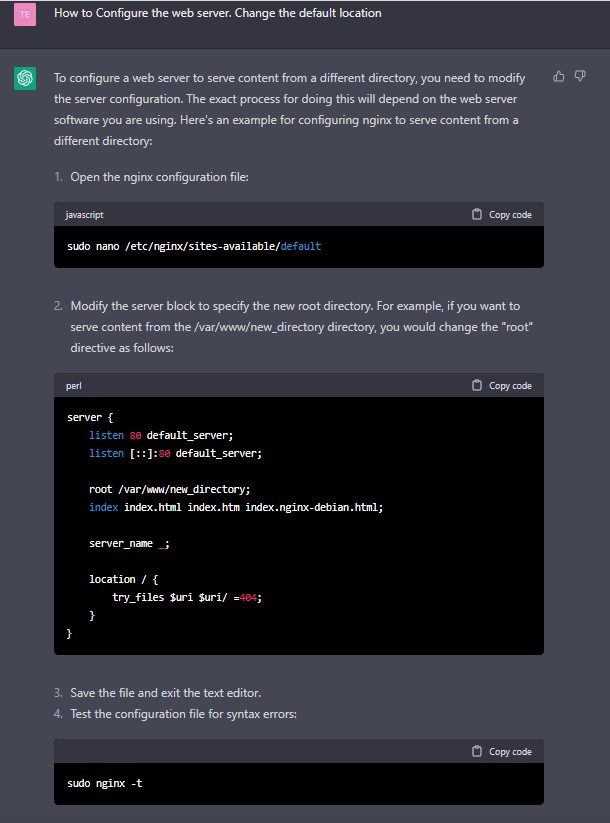 TE
How to Configure the web server. Change the default location
To configure a web server to serve content from a different directory, you need to modify
the server configuration. The exact process for doing this will depend on the web server
software you are using. Here's an example for configuring nginx to serve content from a
different directory:
1. Open the nginx configuration file:
javascript Copy code
sudo nano /etc/nginx/sites-available/default
2. Modify the server block to specify the new root directory. For example, if you want to
serve content from the /var/www/new_directory directory, you would change the "root"
directive as follows:
perl Copy code
server {
    listen 80 default_server;
    listen [::]:80 default_server;
    root /var/www/new_directory;
    index index.html index.htm index.nginx-debian.html;
    server_name _;
    location / {
        try_files $uri $uri/ =404;
    }
}
3. Save the file and exit the text editor.
4. Test the configuration file for syntax errors:
Copy code
sudo nginx -t